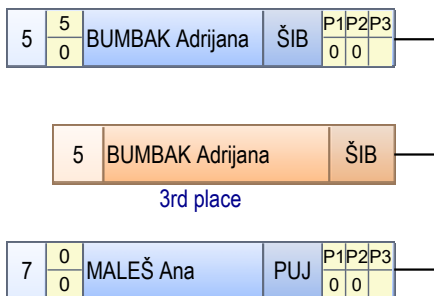 5 5 0 BUMBAK Adrijana ŠIB P1 P2 P3 0 0
5 BUMBAK Adrijana ŠIB
3rd place
7 0 0 MALEŠ Ana PUJ P1 P2 P3 0 0